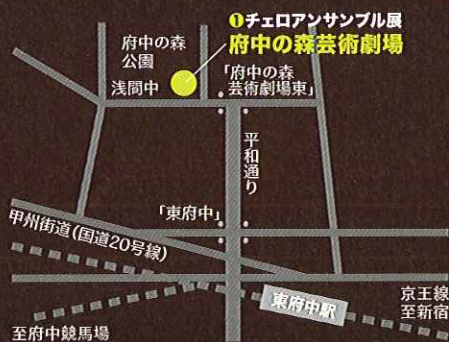 ❶チェロアンサンブル展
府中の森芸術劇場
府中の森
公園
浅間中
「府中の森
芸術劇場東」
平和通り
「東府中」
甲州街道(国道20号線)
東府中駅
京王線
至新宿
至府中競馬場